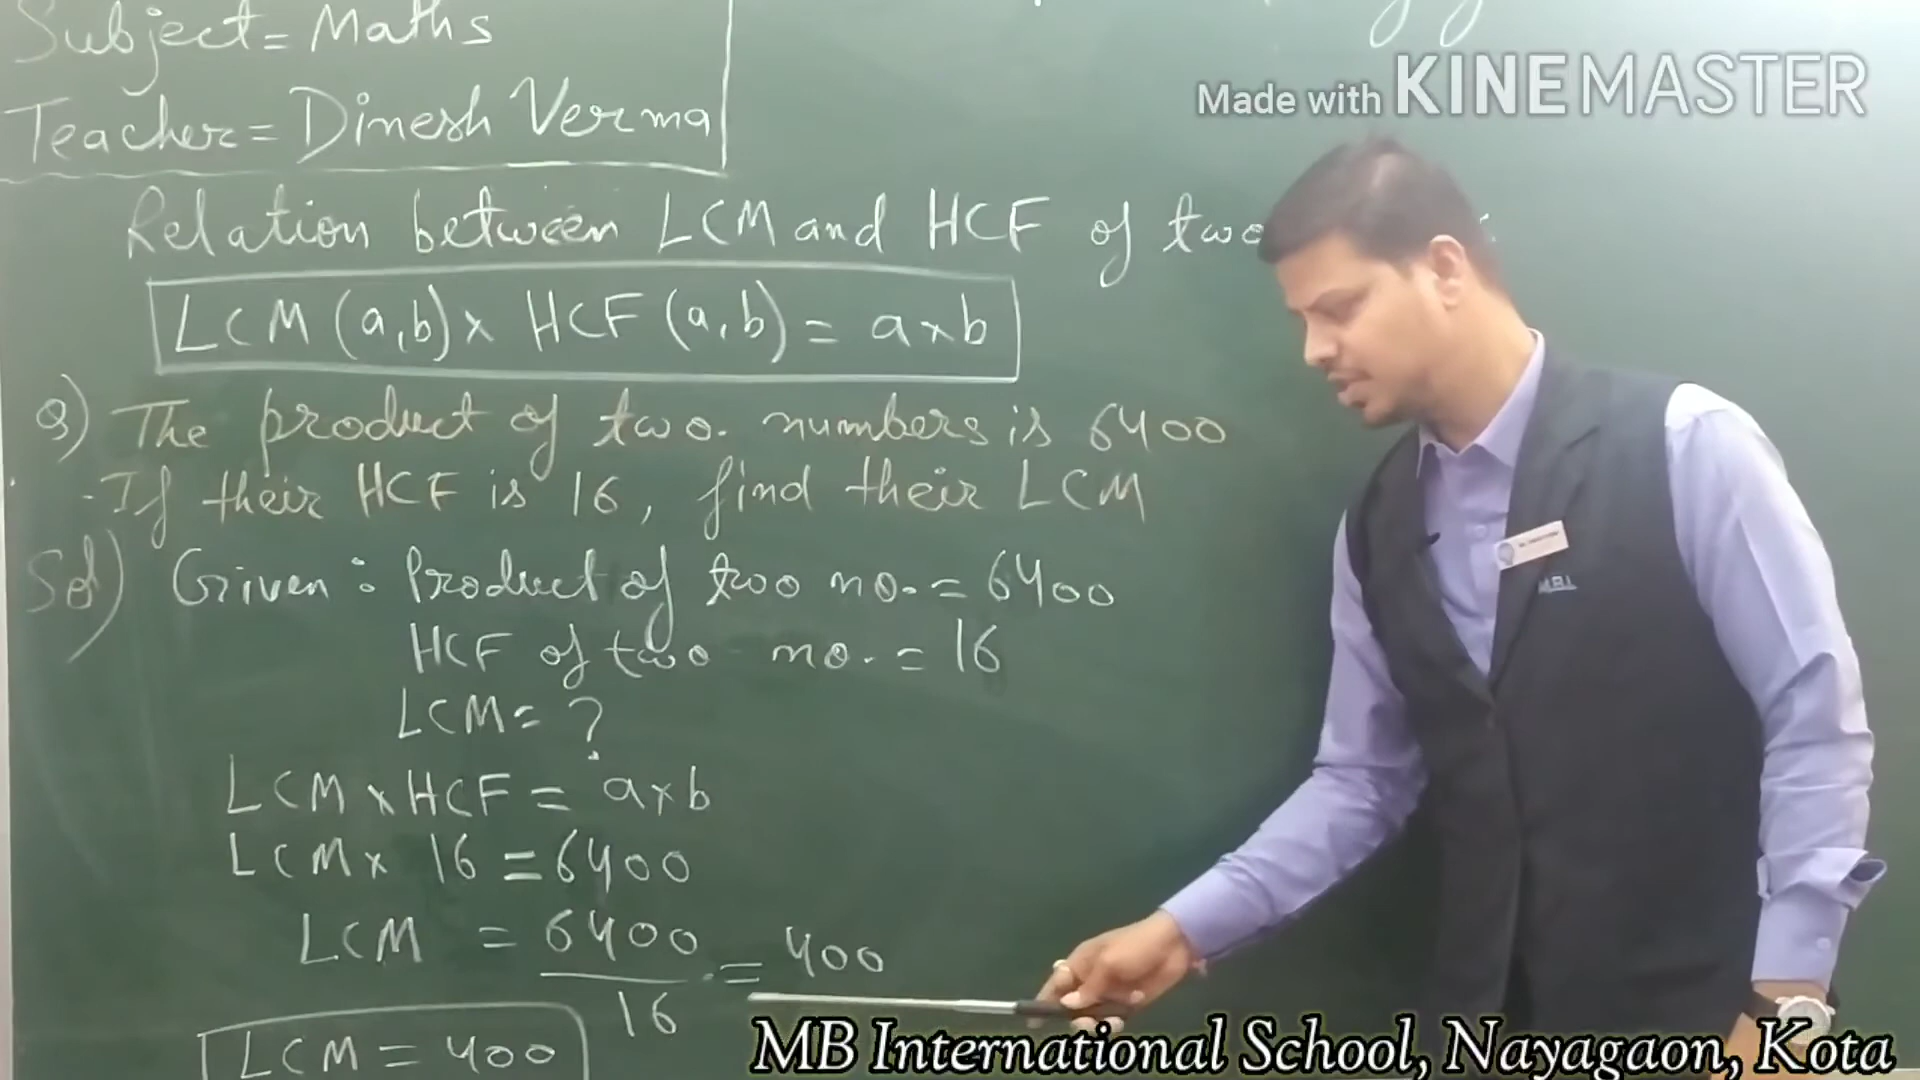 Subject = Maths
Teacher = Dinesh Verma
Made with KINEMASTER
Relation between LCM and HCF of two
LCM (a,b) x HCF (a,b) = a x b
Q) The product of two numbers is 6400
If their HCF is 16, find their LCM
Sol) Given : Product of two no. = 6400
HCF of two no. = 16
LCM = ?
LCM x HCF = a x b
LCM x 16 = 6400
LCM = 6400 / 16 = 400
LCM = 400
M.B.I.
MB International School, Nayagaon, Kota